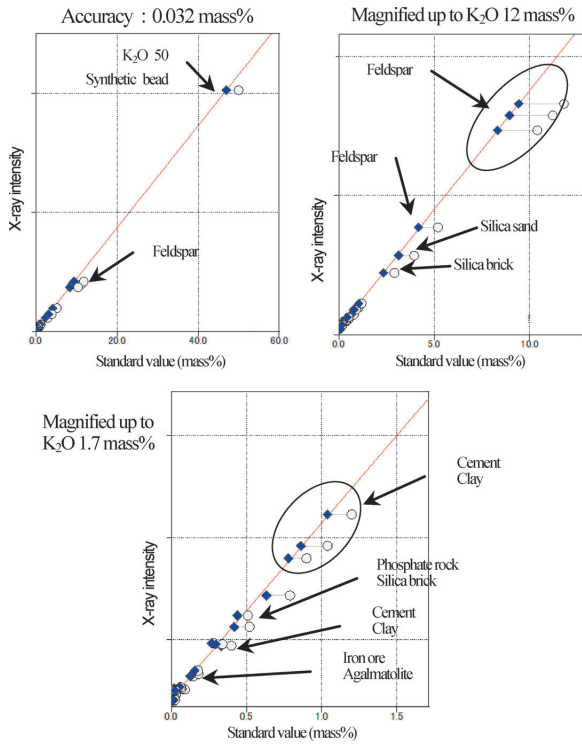 Accuracy : 0.032 mass%
K₂O 50
Synthetic bead
Feldspar
X-ray intensity
0.0 20.0 40.0 60.0
Standard value (mass%)
Magnified up to K₂O 12 mass%
Feldspar
Feldspar
Silica sand
Silica brick
X-ray intensity
0.0 5.0 10.0
Standard value (mass%)
Magnified up to
K₂O 1.7 mass%
Cement
Clay
Phosphate rock
Silica brick
Cement
Clay
Iron ore
Agalmatolite
X-ray intensity
0.0 0.5 1.0 1.5
Standard value (mass%)